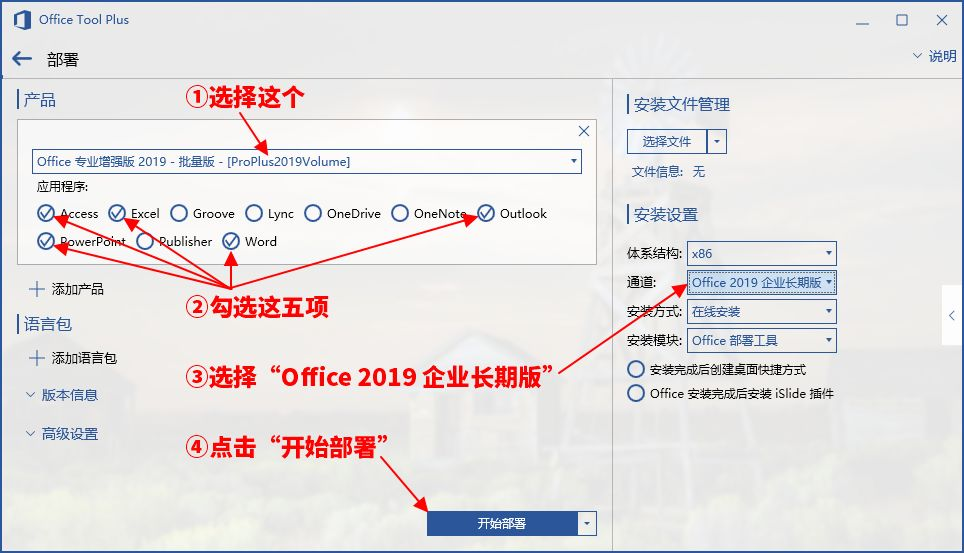 Office Tool Plus
部署
说明
产品
①选择这个
Office 专业增强版 2019 - 批量版 - [ProPlus2019Volume]
应用程序:
Access Excel Groove Lync OneDrive OneNote Outlook
PowerPoint Publisher Word
添加产品
②勾选这五项
语言包
添加语言包
③选择“Office 2019 企业长期版”
版本信息
高级设置
④点击“开始部署”
开始部署
安装文件管理
选择文件
文件信息: 无
安装设置
体系结构: x86
通道: Office 2019 企业长期版
安装方式: 在线安装
安装模块: Office 部署工具
安装完成后创建桌面快捷方式
Office 安装完成后安装 iSlide 插件